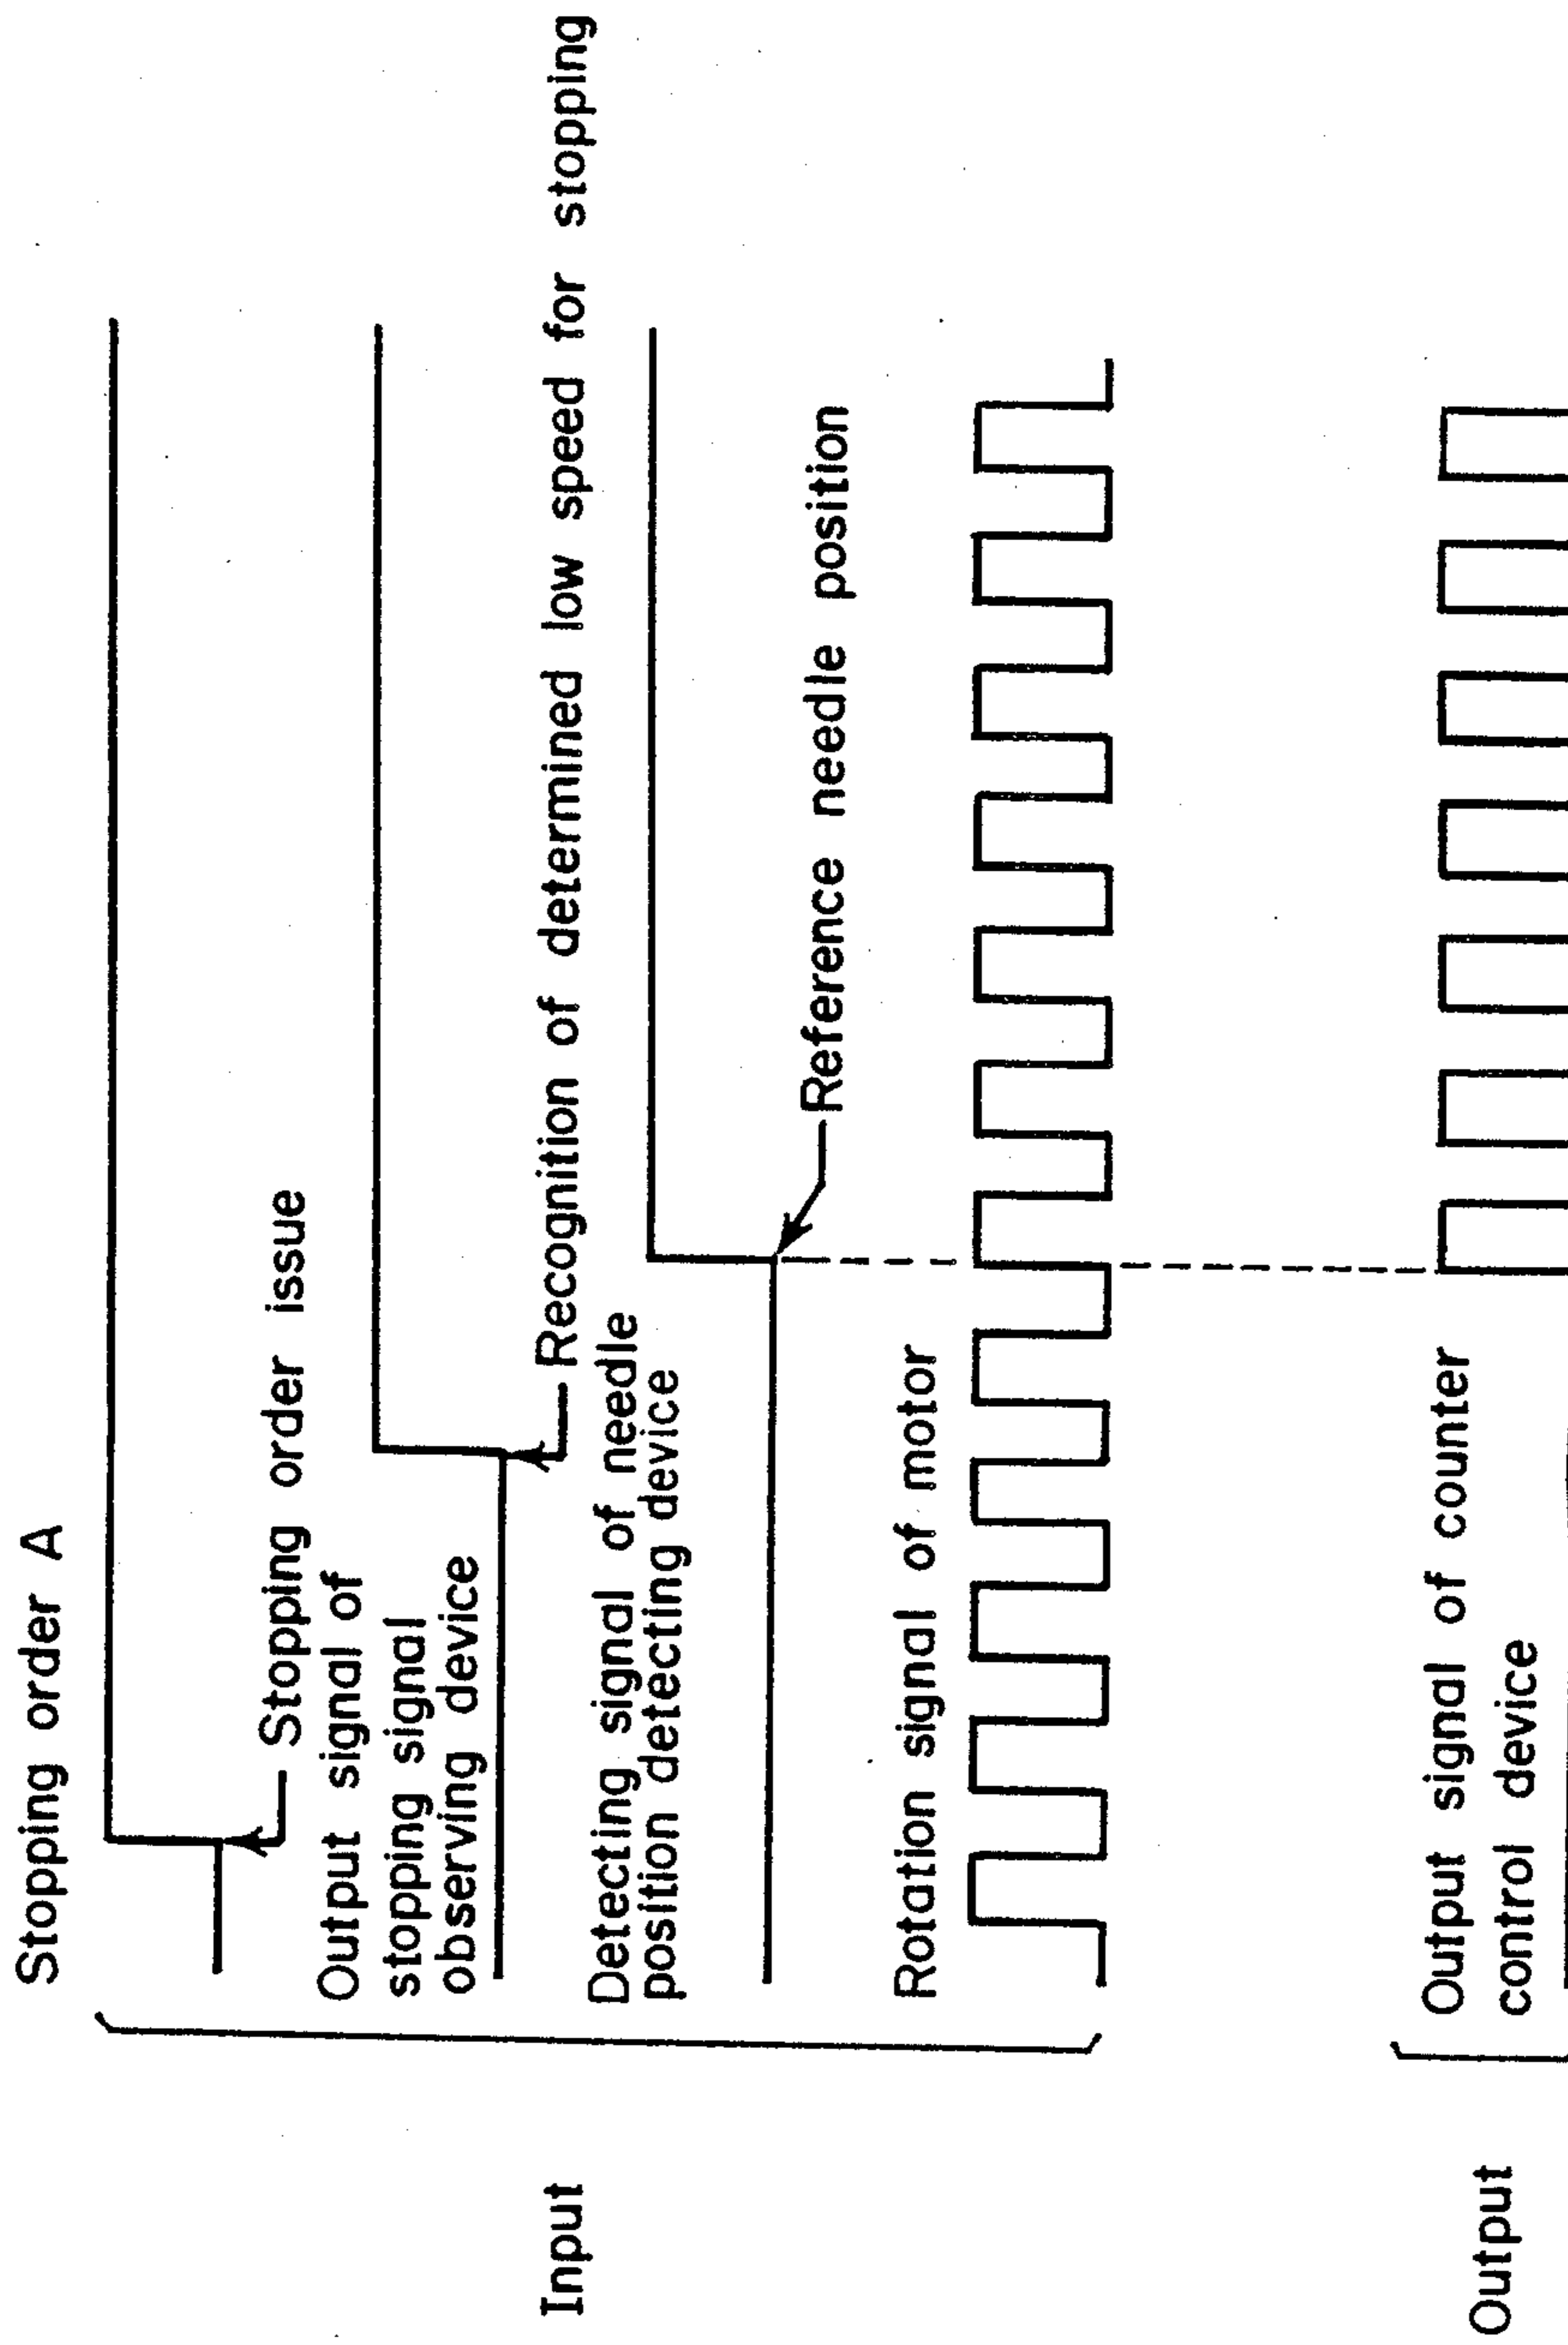 Stopping order A
Stopping order issue
Output signal of
stopping signal
observing device
Recognition of determined low speed for stopping
Detecting signal of needle
position detecting device
Reference needle position
Rotation signal of motor
Input
Output signal of counter
control device
Output